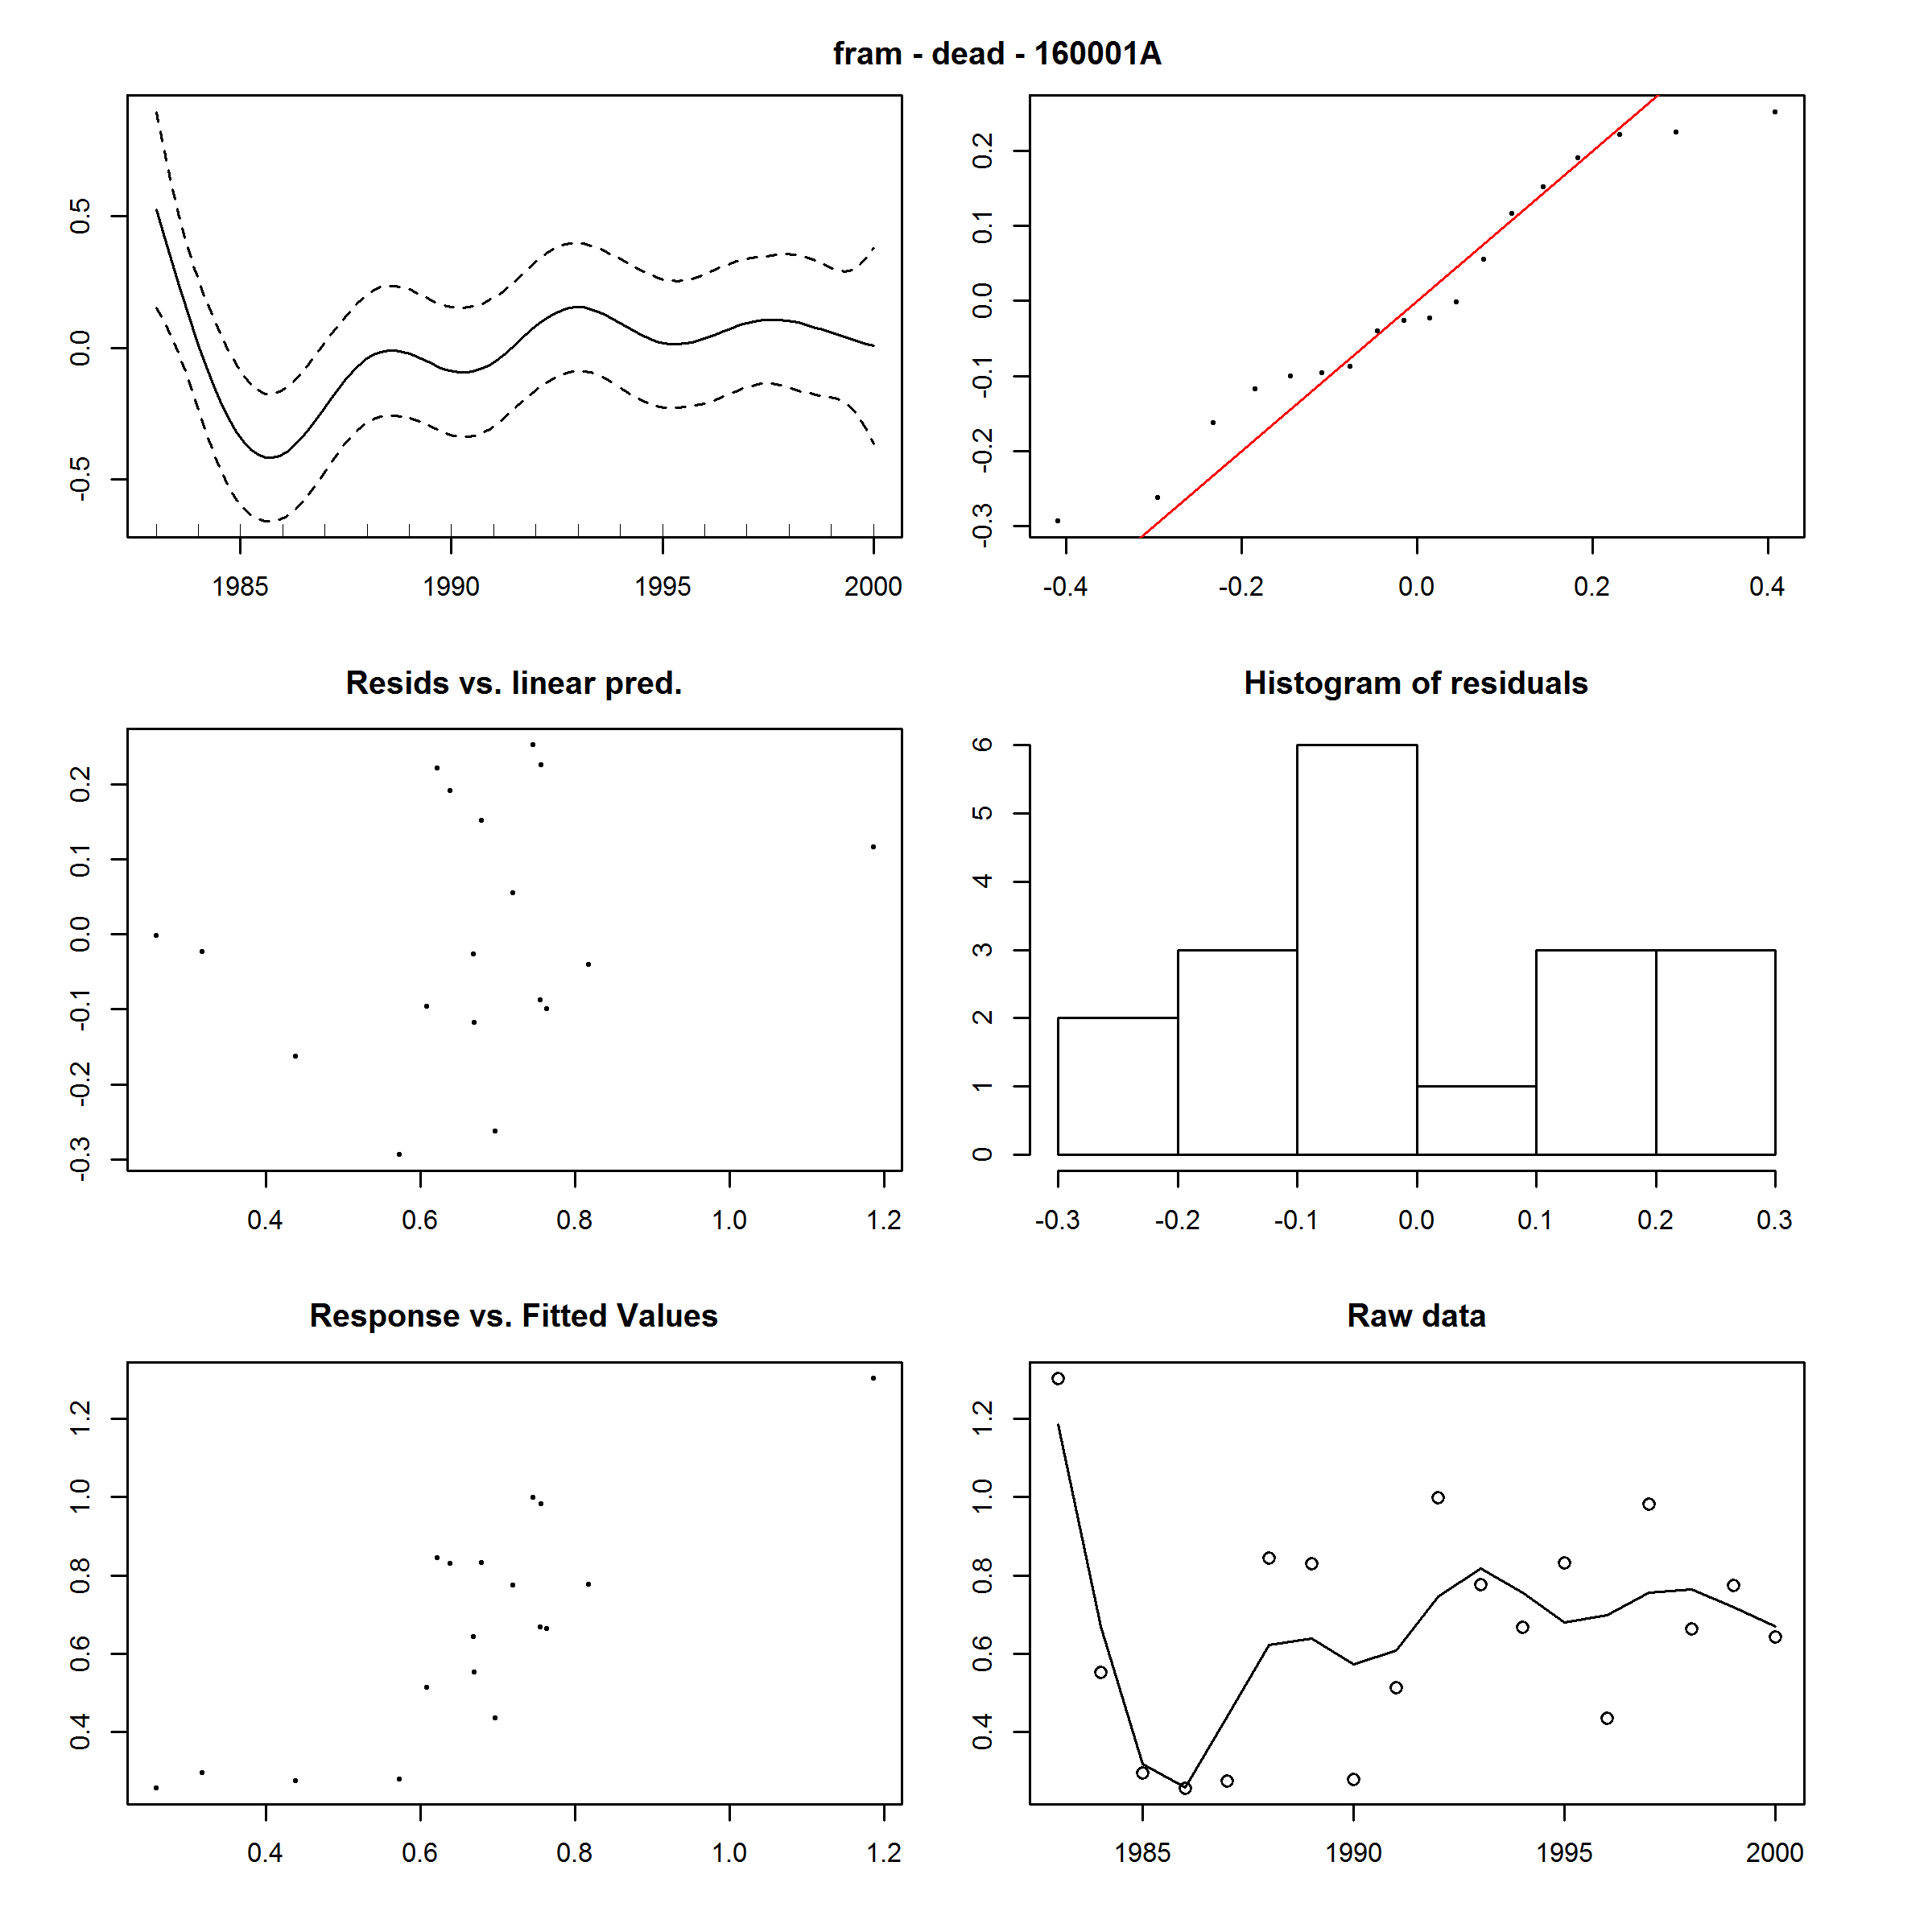 fram - dead - 160001A
0.5
0.0
-0.5
1985 1990 1995 2000
0.2
0.1
0.0
-0.1
-0.2
-0.3
-0.4 -0.2 0.0 0.2 0.4
Resids vs. linear pred.
0.2
0.1
0.0
-0.1
-0.2
-0.3
0.4 0.6 0.8 1.0 1.2
Histogram of residuals
6
5
4
3
2
1
0
-0.3 -0.2 -0.1 0.0 0.1 0.2 0.3
Response vs. Fitted Values
1.2
1.0
0.8
0.6
0.4
0.4 0.6 0.8 1.0 1.2
Raw data
1.2
1.0
0.8
0.6
0.4
1985 1990 1995 2000